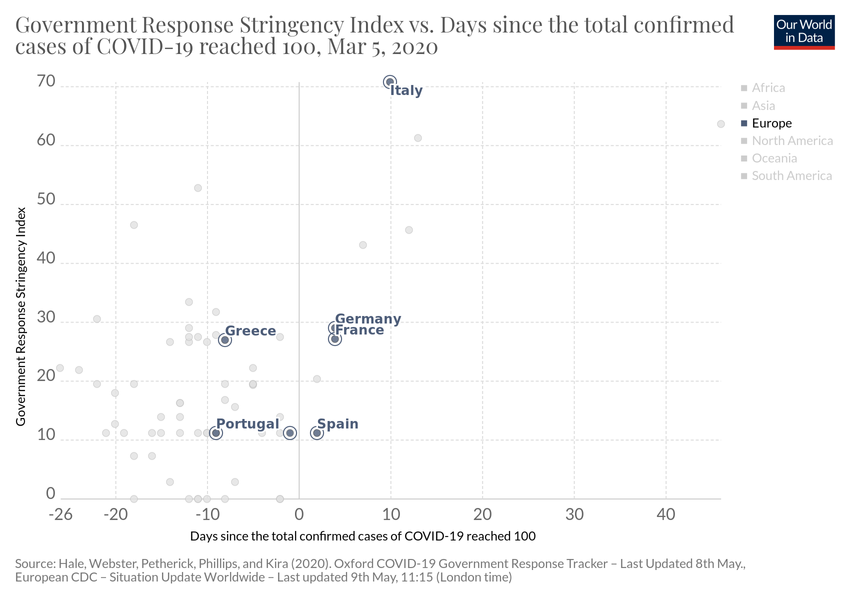 Government Response Stringency Index vs. Days since the total confirmed
cases of COVID-19 reached 100, Mar 5, 2020
Our World
in Data
70
60
50
40
30
20
10
0
Government Response Stringency Index
Italy
Germany
France
Greece
Portugal
Spain
Africa
Asia
Europe
North America
Oceania
South America
-26
-20
-10
0
10
20
30
40
Days since the total confirmed cases of COVID-19 reached 100
Source: Hale, Webster, Petherick, Phillips, and Kira (2020). Oxford COVID-19 Government Response Tracker – Last Updated 8th May.,
European CDC – Situation Update Worldwide – Last updated 9th May, 11:15 (London time)